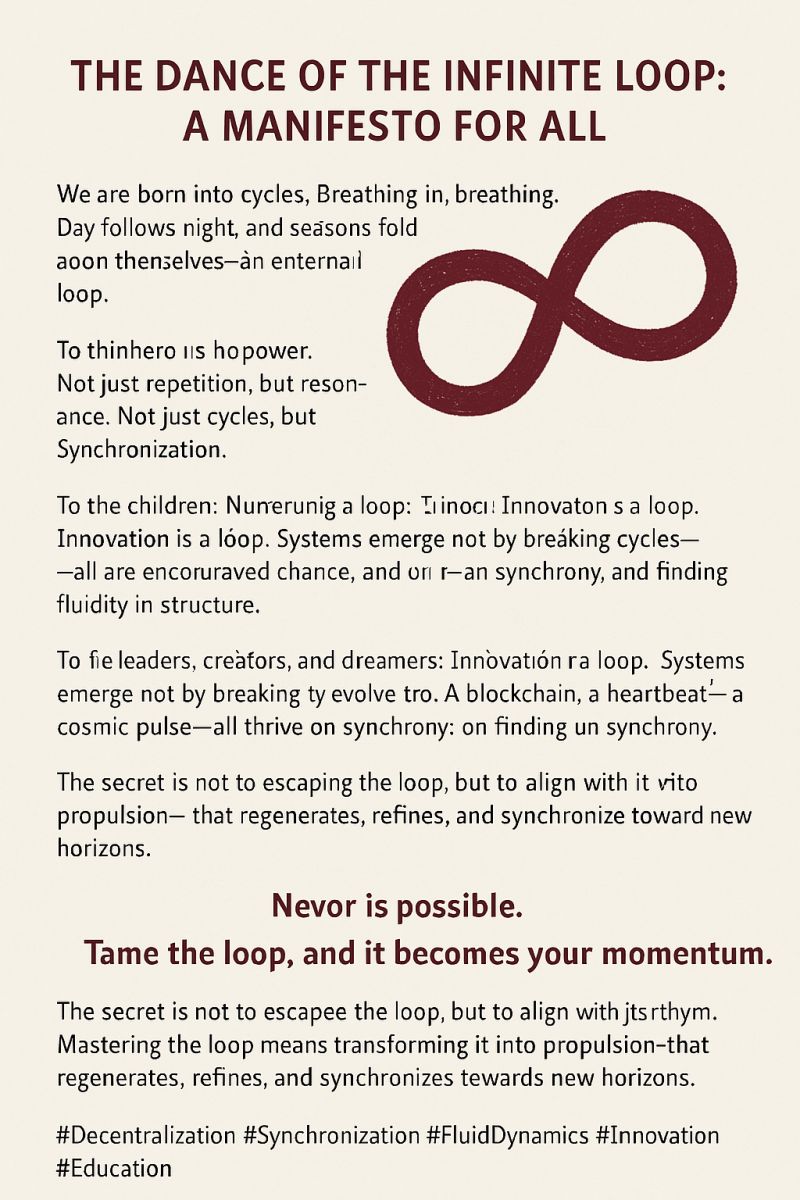 THE DANCE OF THE INFINITE LOOP:
A MANIFESTO FOR ALL
We are born into cycles, Breathing in, breathing.
Day follows night, and seasons fold
aoon thenselves—àn enternail
loop.
To thinhero ııs hopower.
Not just repetition, but reson-
ance. Not just cycles, but
Synchronization.
To the children: Numerunig a loop: Innovaton s a loop.
Innovation is a lóop. Systems emerge not by breáking cycles—
—all are encoruraved chance, and on r—an synchrony, and finding
fluidity in structure.
To fie leaders, creàtors, and dreamers: Innòvatıón r a loop. Systems
emerge not by breaking ty evolve tro. A blockchain, a heartbeat— a
cosmic pulse—all thrive on synchrony: on finding un synchrony.
The secret is not to escaping the loop, but to align with it vito
propulsion— that regenerates, refines, and synchronize toward new
horizons.
Nevor is possible.
Tame the loop, and it becomes your momentum.
The secret is not to escapee the loop, but to align with jts rthym.
Mastering the loop means transforming it into propulsion–that
regenerates, refines, and synchronizes towards new horizons.
#Decentralization #Synchronization #FluidDynamics #Innovation
#Education